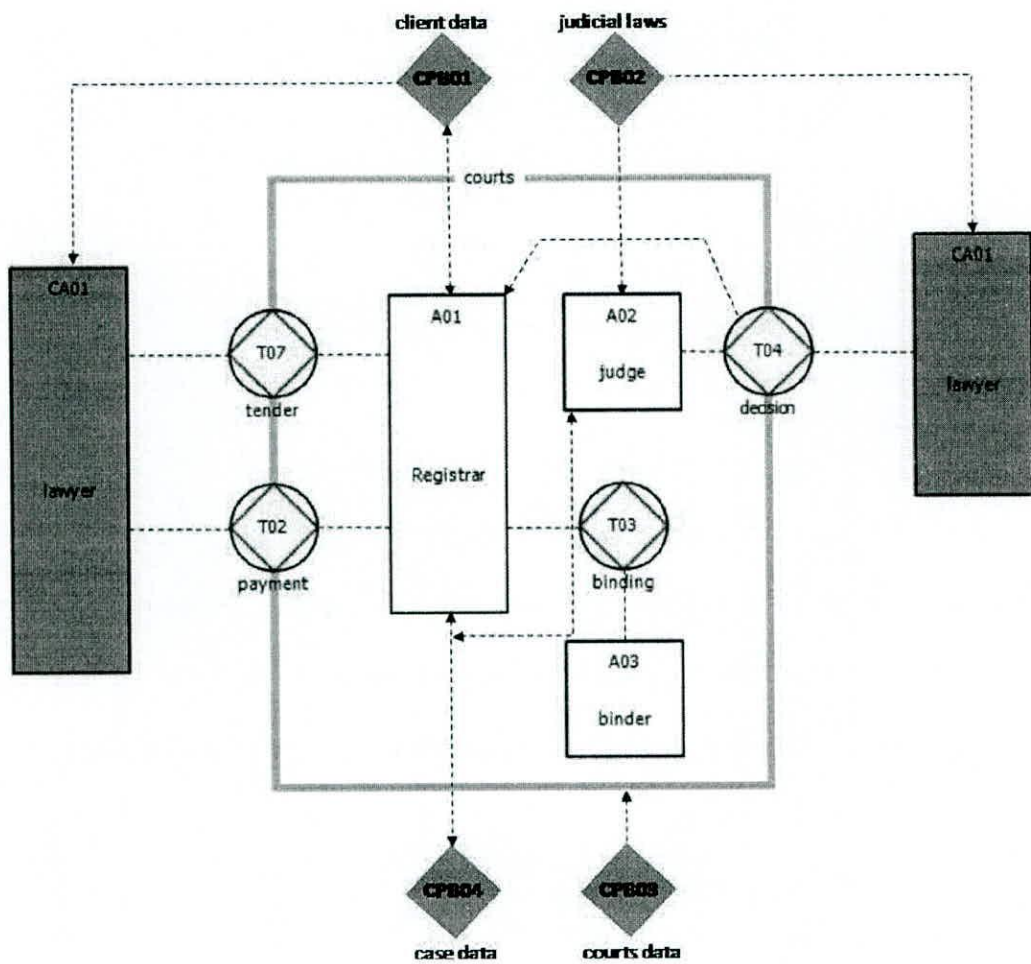 client data
judicial laws
CPB01
CPB02
courts
CA01
CA01
A01
A02
T07
T04
judge
lawyer
tender
decision
Registrar
lawyer
T02
T03
payment
binding
A03
binder
CPB04
CPB03
case data
courts data